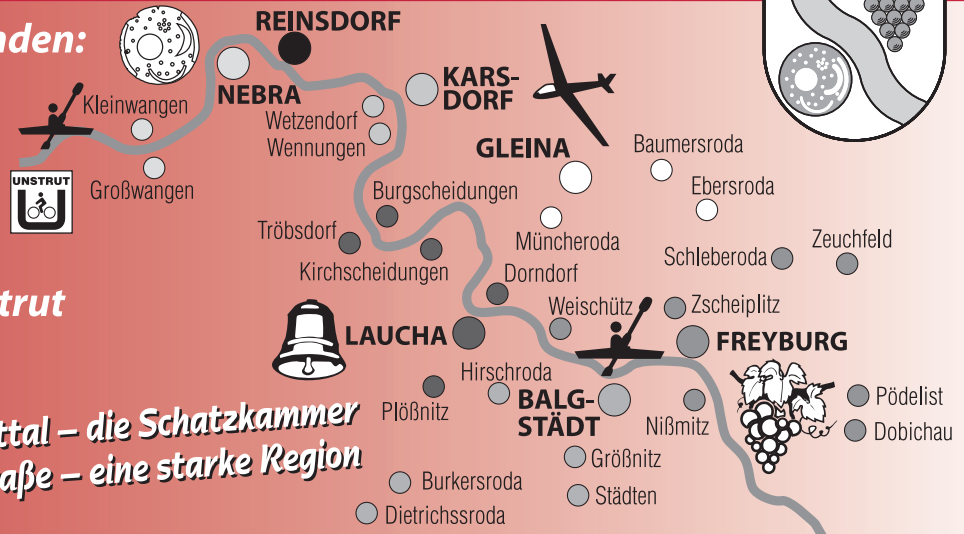 nden:
REINSDORF
Kleinwangen
NEBRA
KARS-
DORF
Wetzendorf
Wennungen
GLEINA
Baumersroda
Großwangen
UNSTRUT
U
Ebersroda
Burgscheidungen
Tröbsdorf
Müncheroda
Kirchscheidungen
Schleberoda
Zeuchfeld
Dorndorf
trut
Weischütz
Zscheiplitz
LAUCHA
FREYBURG
Hirschroda
Plößnitz
BALG-
STÄDT
Nißmitz
Pödelist
Dobichau
ttal – die Schatzkammer
aße – eine starke Region
Größnitz
Burkersroda
Städten
Dietrichssroda